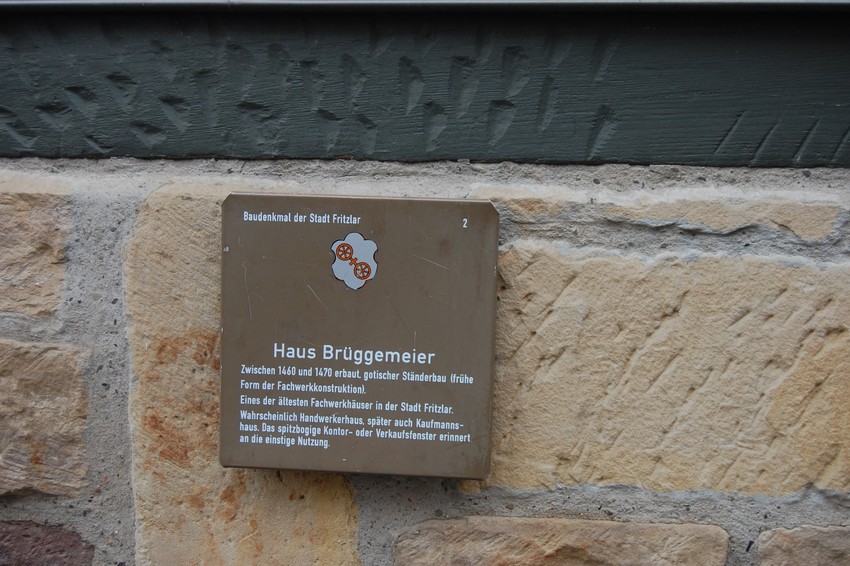 Baudenkmal der Stadt Fritzlar 2
Haus Brüggemeier
Zwischen 1460 und 1470 erbaut, gotischer Ständerbau (frühe
Form der Fachwerkkonstruktion).
Eines der ältesten Fachwerkhäuser in der Stadt Fritzlar.
Wahrscheinlich Handwerkerhaus, später auch Kaufmanns-
haus. Das spitzbogige Kontor- oder Verkaufsfenster erinnert
an die einstige Nutzung.